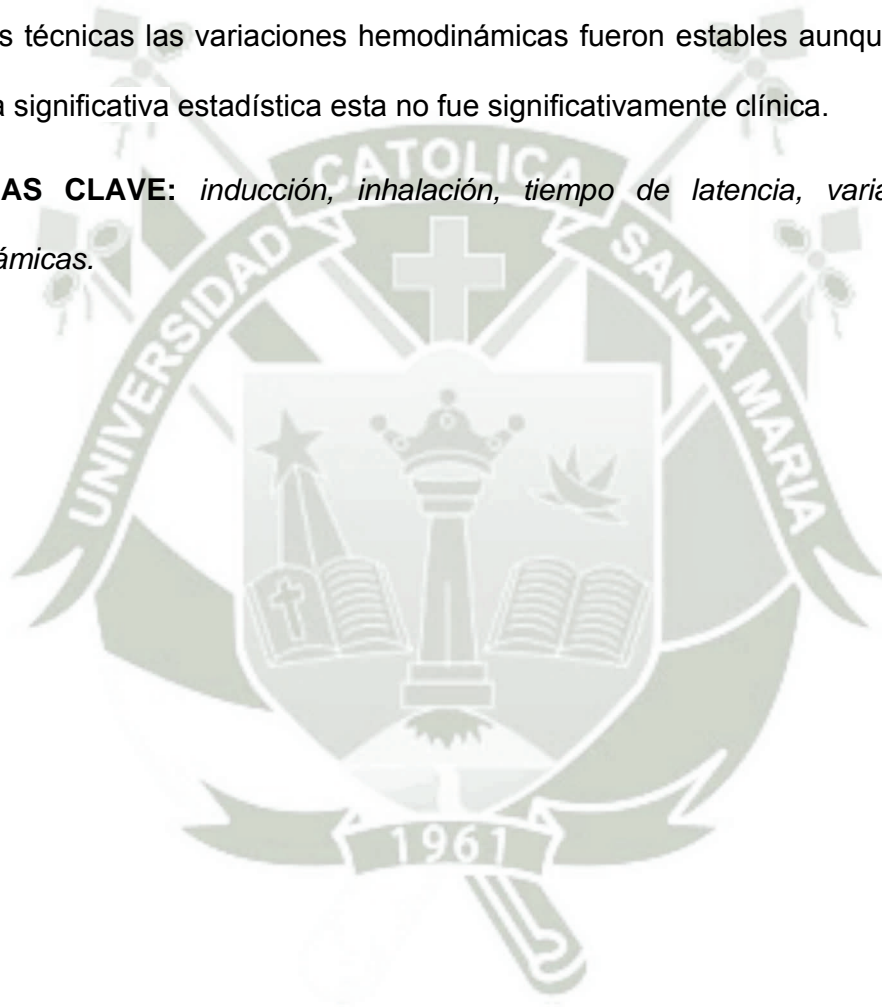 s técnicas las variaciones hemodinámicas fueron estables aunqu
a significativa estadística esta no fue significativamente clínica.
AS CLAVE: inducción, inhalación, tiempo de latencia, varia
ámicas.
UNIVERSIDAD CATOLICA SANTA MARIA
1961